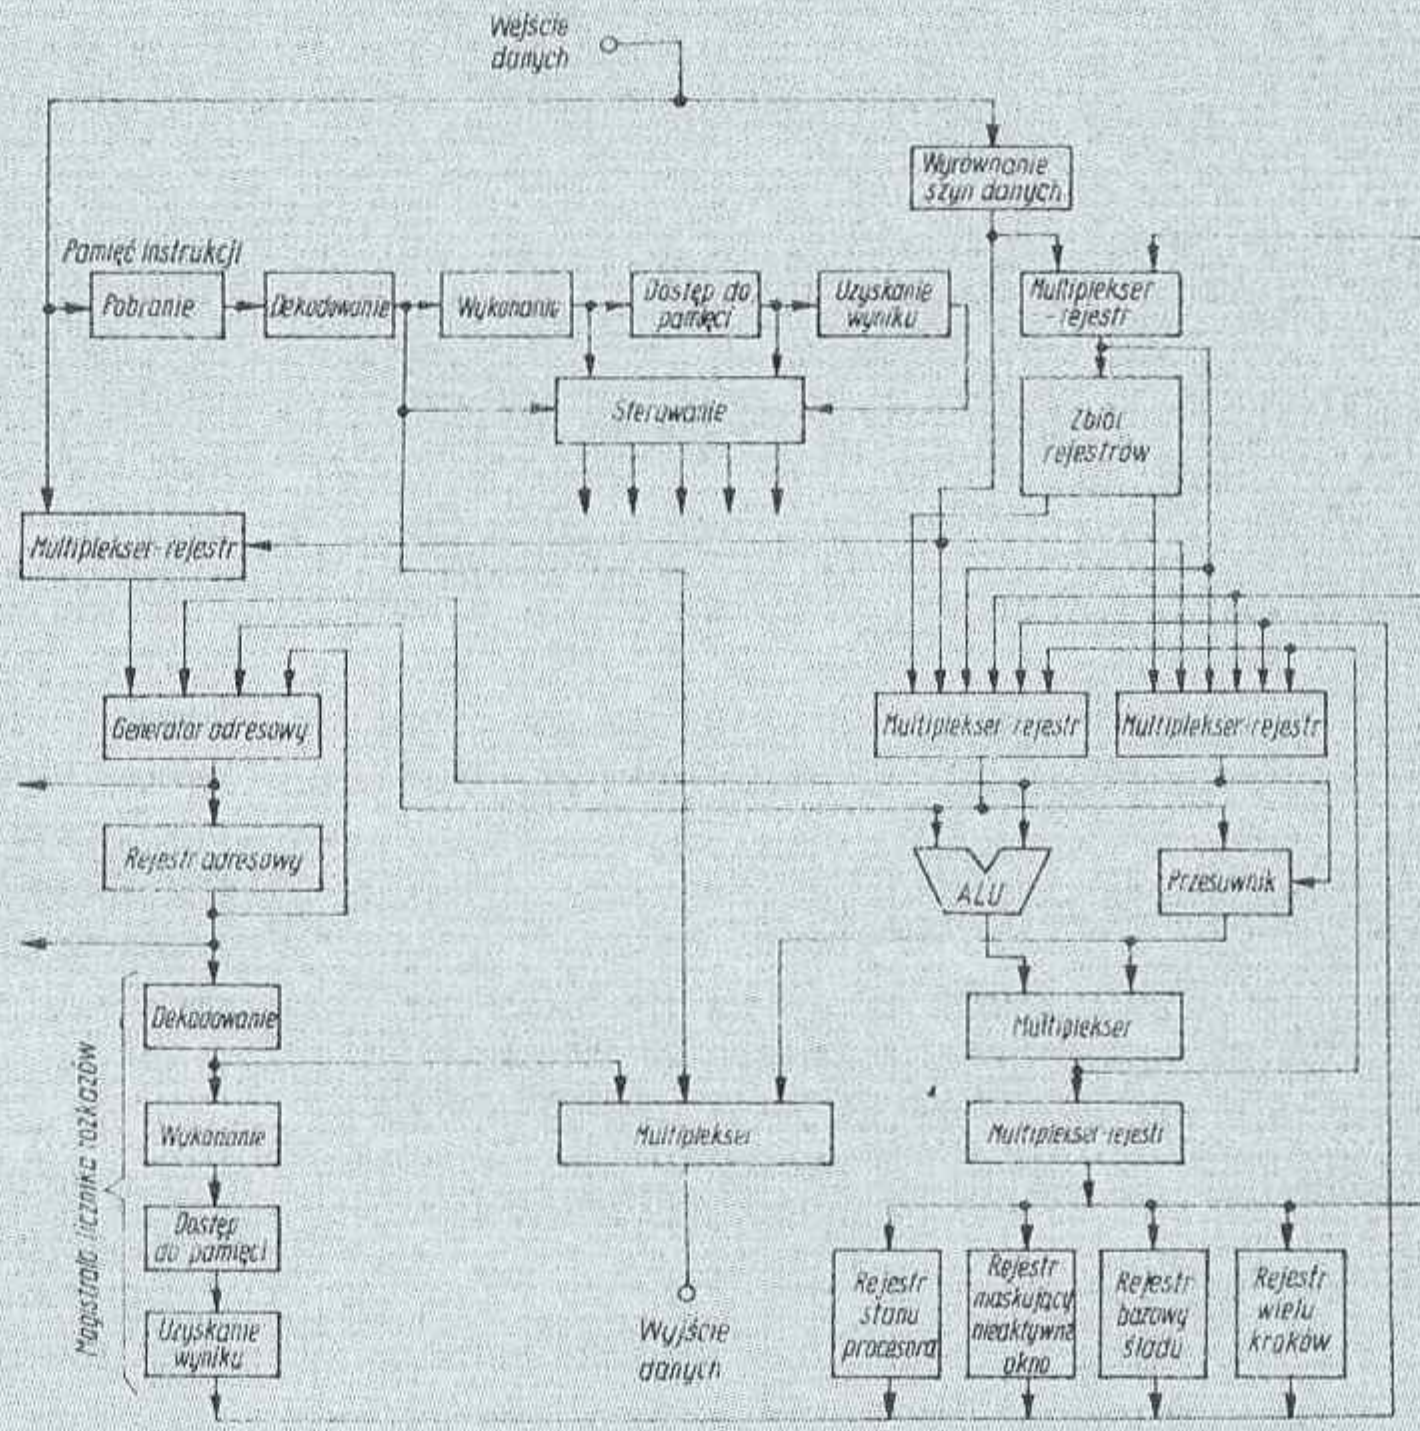 Wejście
danych
Wyrównanie
szyn danych
Pamięć instrukcji
Pobranie
Dekodowanie
Wykonanie
Dostęp do
pamięci
Uzyskanie
wyniku
Multiplekser
-rejestr
Sterowanie
Zbiór
rejestrów
Multiplekser-rejestr
Generator adresowy
Multiplekser-rejestr
Multiplekser-rejestr
Rejestr adresowy
ALU
Przesuwnik
Dekodowanie
Multiplekser
Magistrala licznika rozkazów
Wykonanie
Multiplekser
Multiplekser-rejestr
Dostęp
do pamięci
Uzyskanie
wyniku
Wyjście
danych
Rejestr
stanu
procesora
Rejestr
maskujący
nieaktywne
okno
Rejestr
bazowy
śladu
Rejestr
wielu
kroków